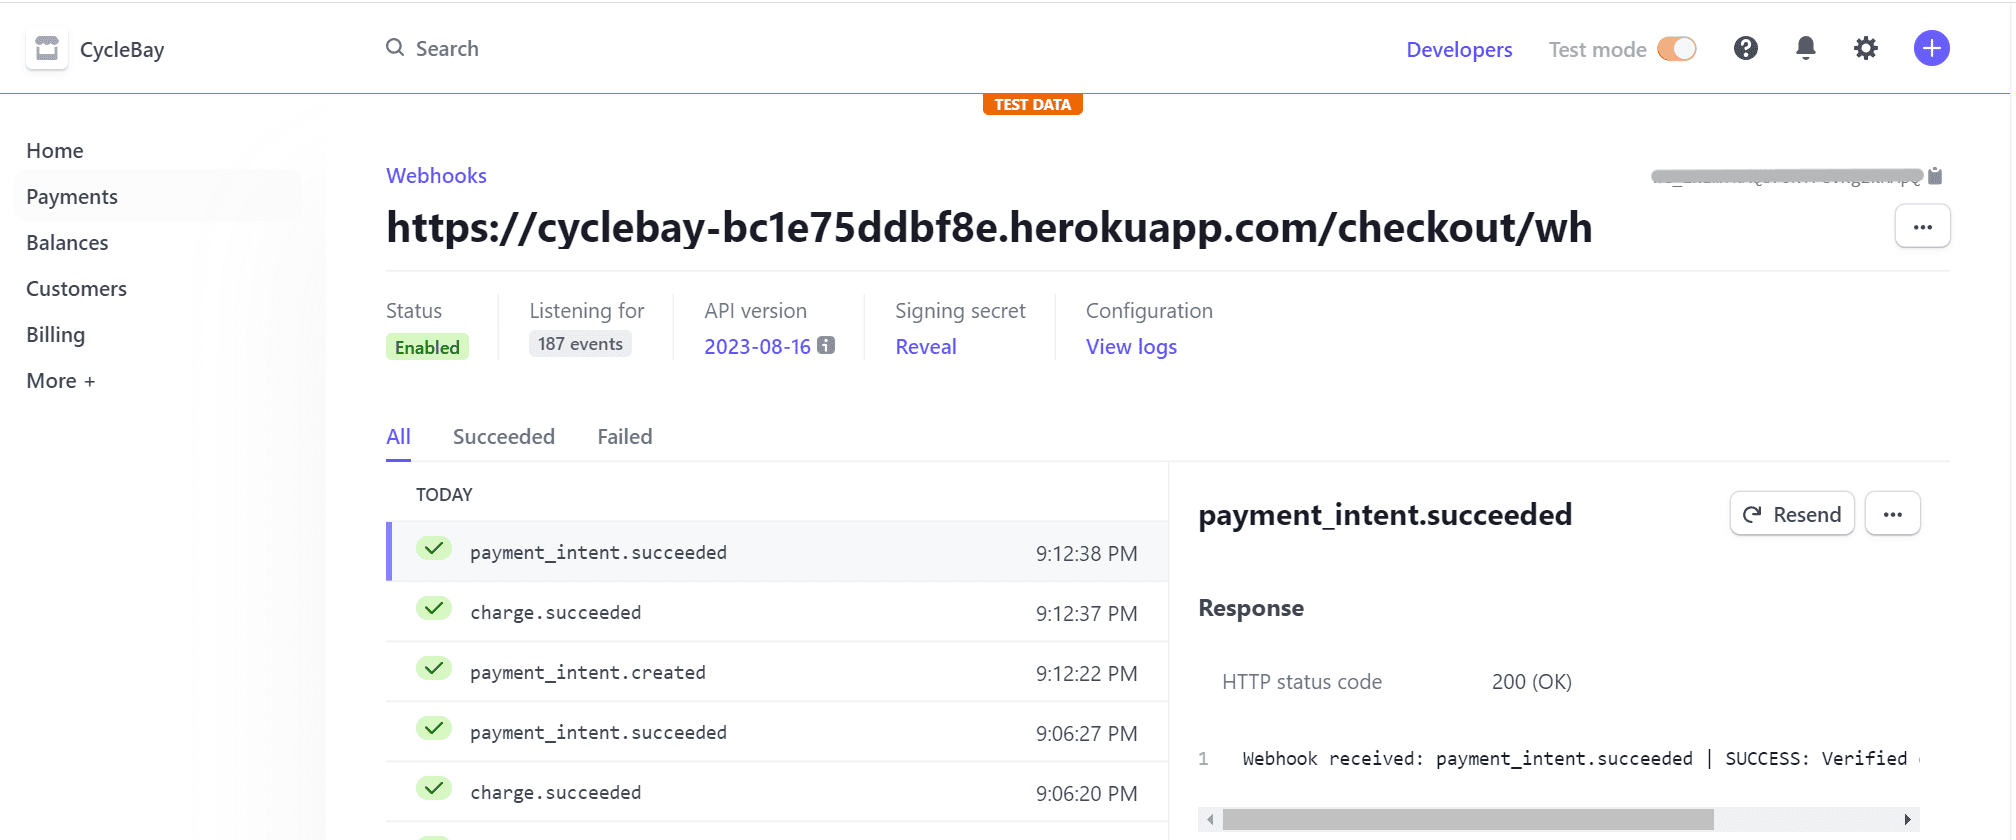 CycleBay
Search
Developers
Test mode
TEST DATA
Home
Payments
Balances
Customers
Billing
More +
Webhooks
https://cyclebay-bc1e75ddbf8e.herokuapp.com/checkout/wh
Status
Enabled
Listening for
187 events
API version
2023-08-16
Signing secret
Reveal
Configuration
View logs
All Succeeded Failed
TODAY
payment_intent.succeeded 9:12:38 PM
charge.succeeded 9:12:37 PM
payment_intent.created 9:12:22 PM
payment_intent.succeeded 9:06:27 PM
charge.succeeded 9:06:20 PM
payment_intent.succeeded
Resend
Response
HTTP status code 200 (OK)
1 Webhook received: payment_intent.succeeded | SUCCESS: Verified